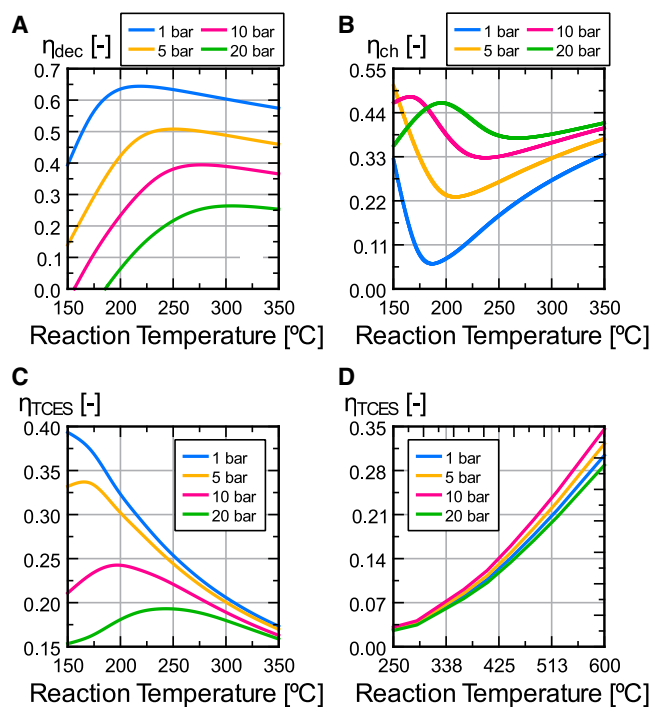 A
η_dec [-]
1 bar
10 bar
5 bar
20 bar
0.7
0.6
0.5
0.4
0.3
0.2
0.1
0.0
150 200 250 300 350
Reaction Temperature [ºC]
B
η_ch [-]
1 bar
10 bar
5 bar
20 bar
0.55
0.44
0.33
0.22
0.11
0.00
150 200 250 300 350
Reaction Temperature [ºC]
C
η_TCES [-]
1 bar
5 bar
10 bar
20 bar
0.40
0.35
0.30
0.25
0.20
0.15
150 200 250 300 350
Reaction Temperature [ºC]
D
η_TCES [-]
1 bar
5 bar
10 bar
20 bar
0.35
0.28
0.21
0.14
0.07
0.00
250 338 425 513 600
Reaction Temperature [ºC]